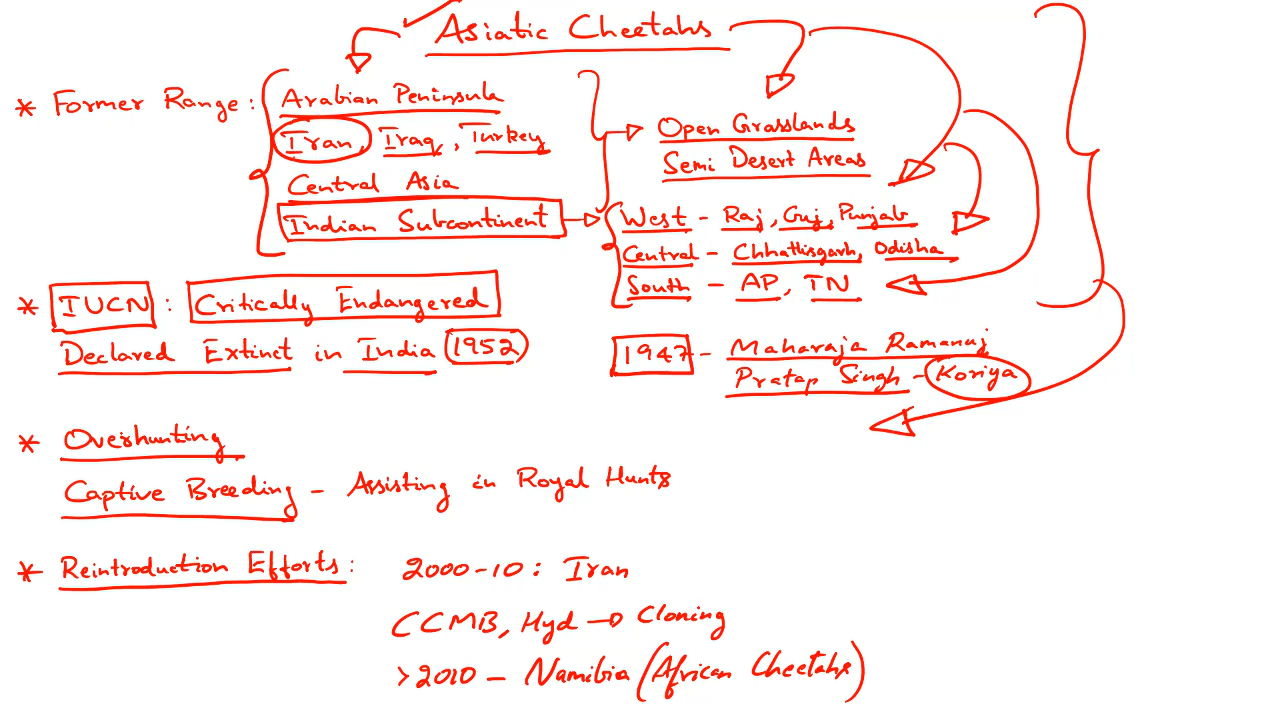 Asiatic Cheetahs
* Former Range: Arabian Peninsula
Iran, Iraq, Turkey
Central Asia
Indian Subcontinent
Open Grasslands
Semi Desert Areas
West - Raj, Guj, Punjab
Central - Chhattisgarh, Odisha
South - AP, TN
* IUCN: Critically Endangered
Declared Extinct in India 1952
1947 - Maharaja Ramanuj
Pratap Singh - Koriya
* Overhunting
Captive Breeding - Assisting in Royal Hunts
* Reintroduction Efforts: 2000-10: Iran
CCMB, Hyd → Cloning
>2010 - Namibia (African Cheetahs)